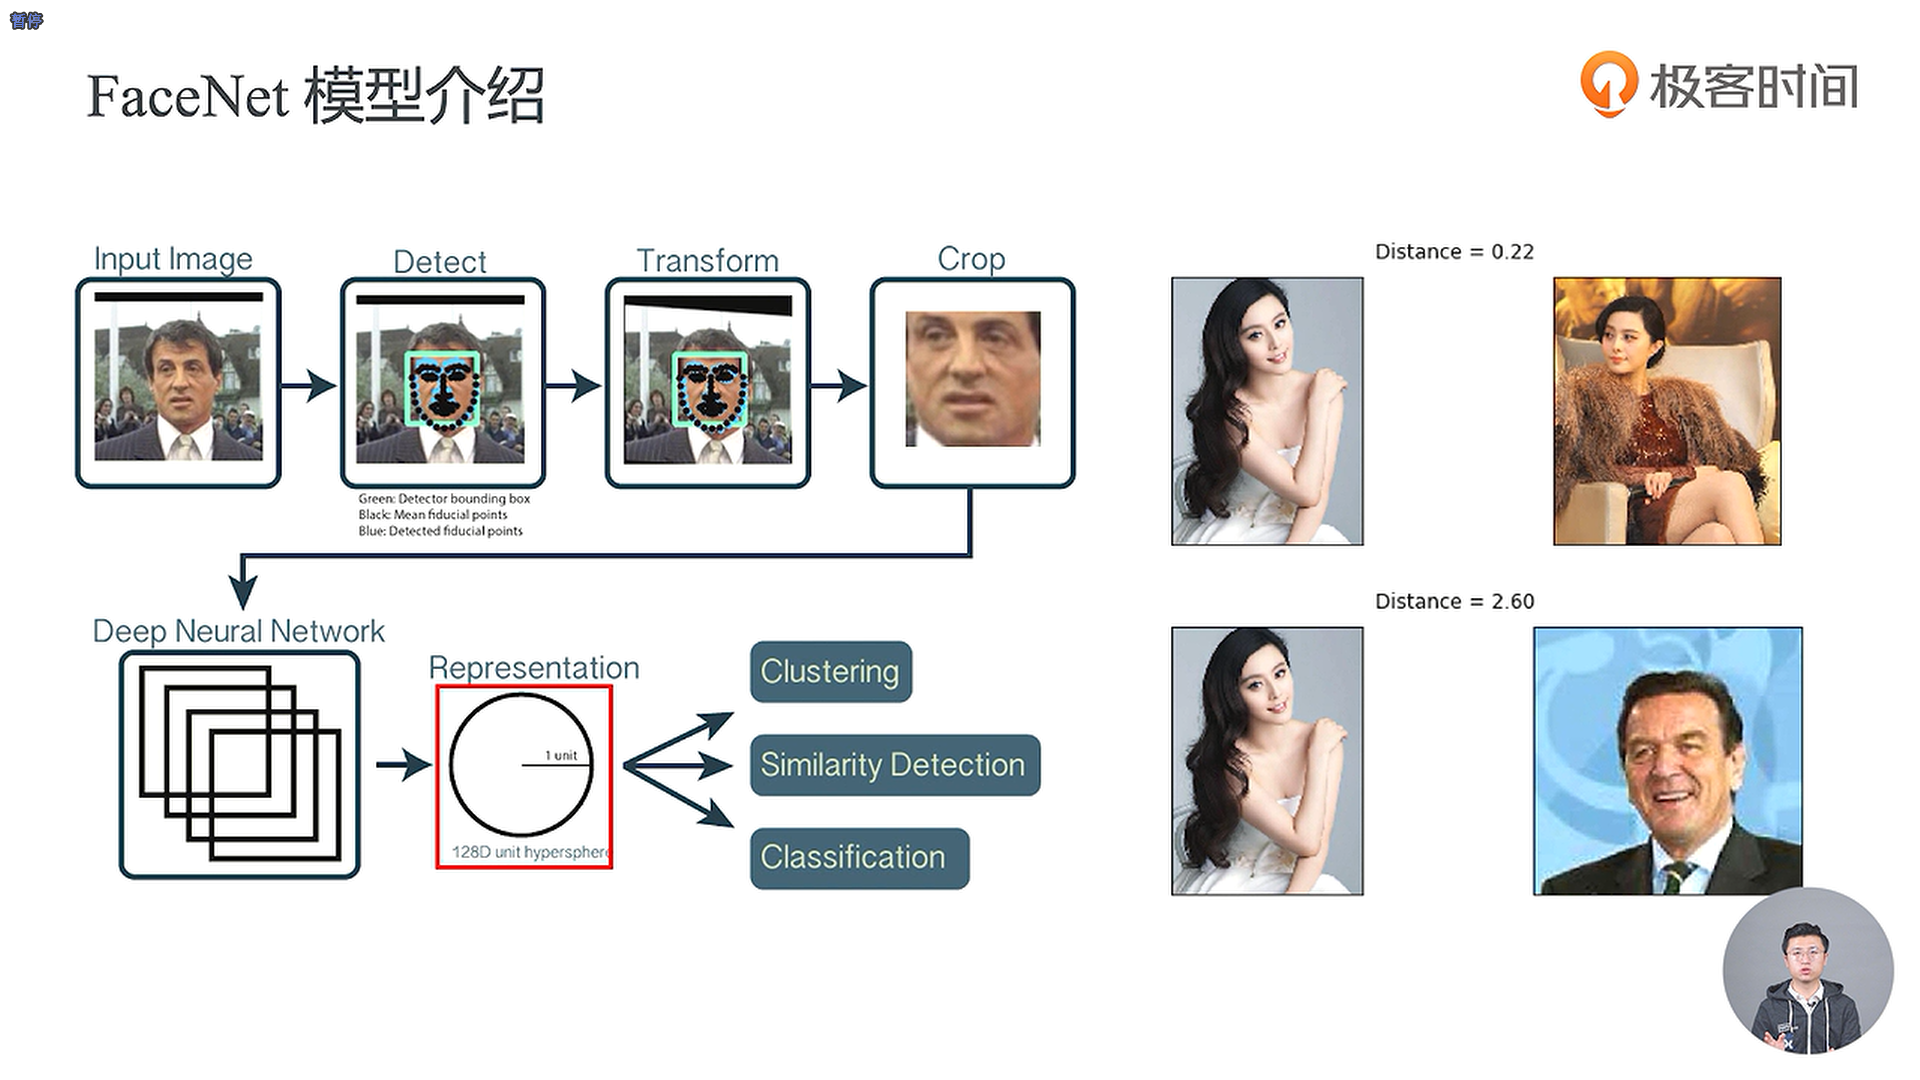 暂停
FaceNet 模型介绍
极客时间
Input Image
Detect
Transform
Crop
Green: Detector bounding box
Black: Mean fiducial points
Blue: Detected fiducial points
Deep Neural Network
Representation
1 unit
128D unit hypersphere
Clustering
Similarity Detection
Classification
Distance = 0.22
Distance = 2.60